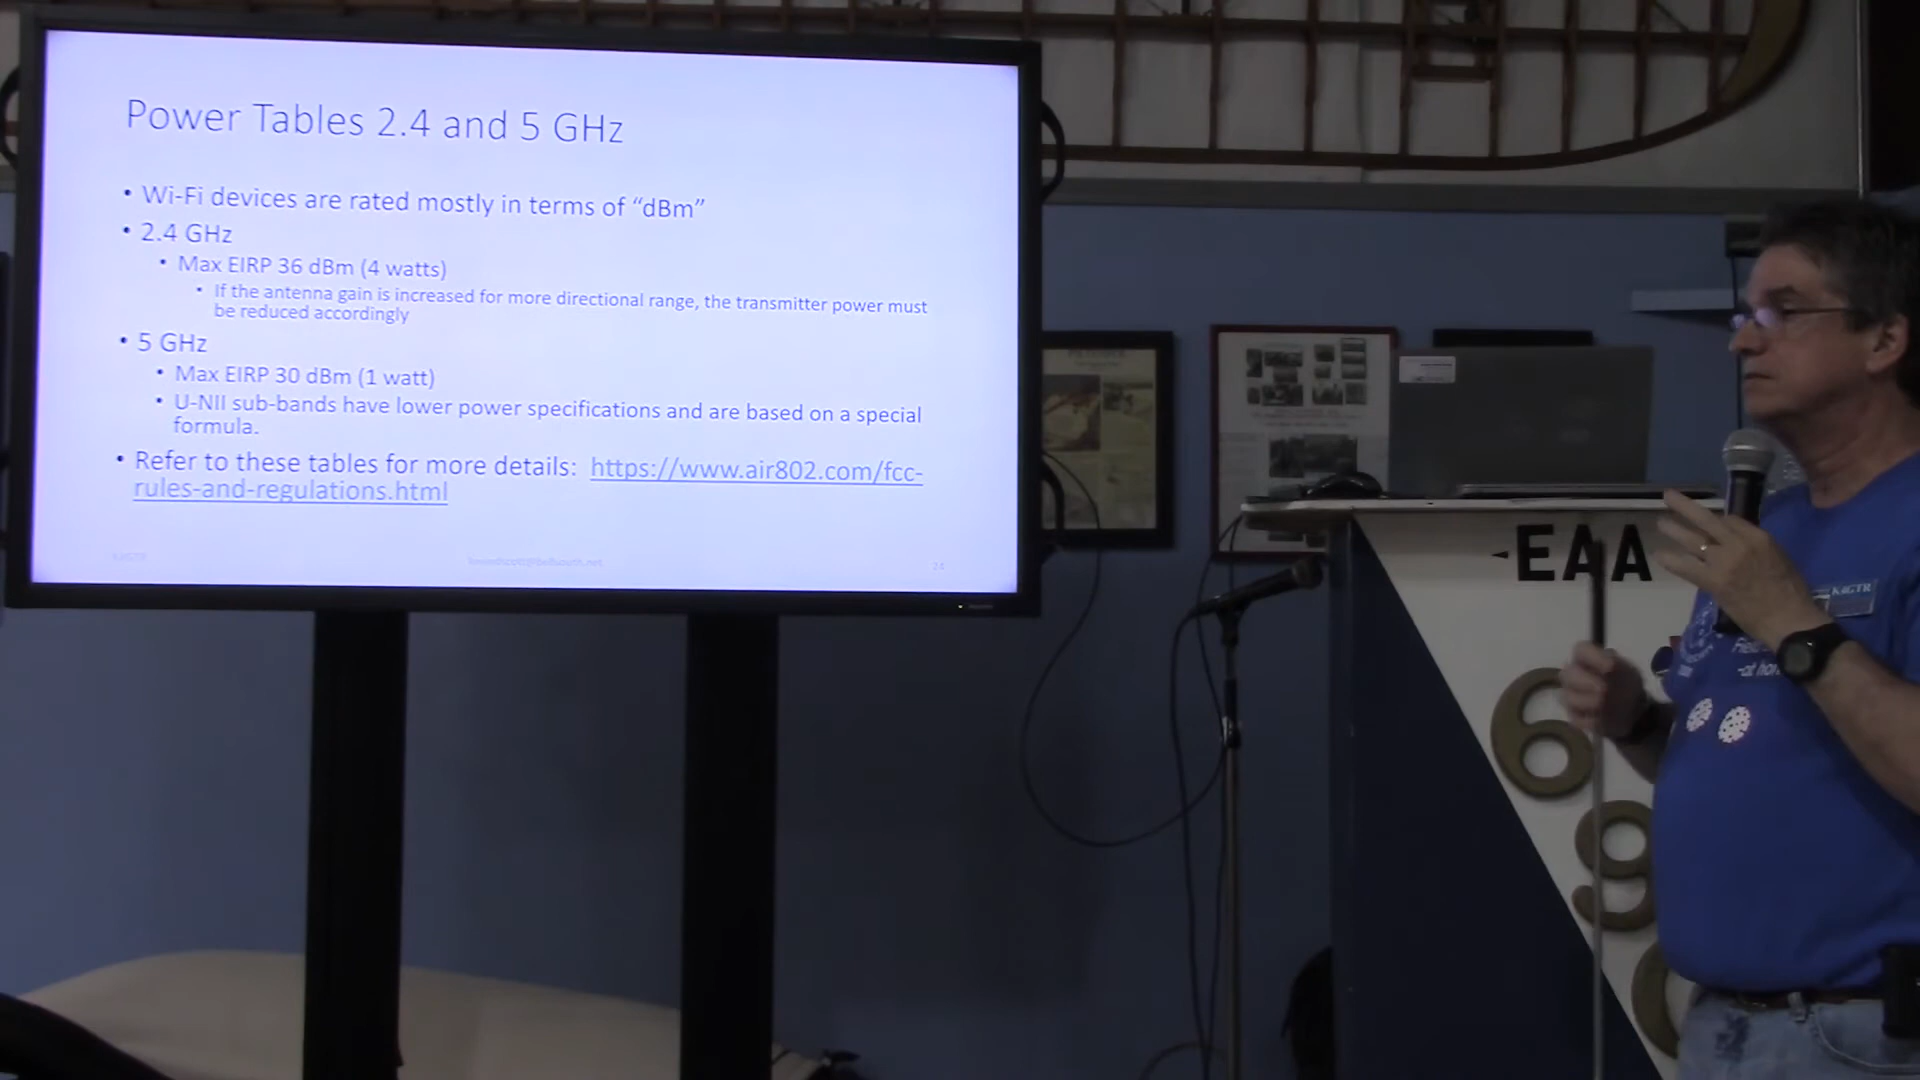 Power Tables 2.4 and 5 GHz
• Wi-Fi devices are rated mostly in terms of “dBm”
• 2.4 GHz
• Max EIRP 36 dBm (4 watts)
• If the antenna gain is increased for more directional range, the transmitter power must
be reduced accordingly
• 5 GHz
• Max EIRP 30 dBm (1 watt)
• U-NII sub-bands have lower power specifications and are based on a special
formula.
• Refer to these tables for more details: https://www.air802.com/fcc-
rules-and-regulations.html
24
EAA
K4GTR
69